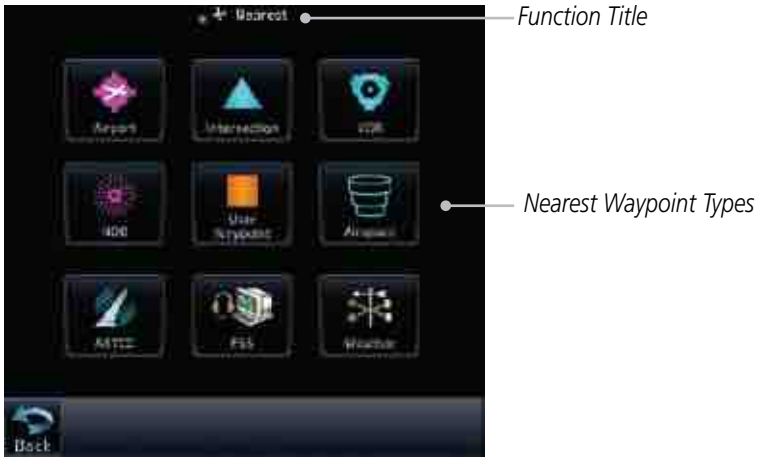 Nearest
Function Title
Airport
Intersection
VOR
NDB
User
Waypoint
Airspace
Nearest Waypoint Types
ARTCC
FSS
Weather
Back